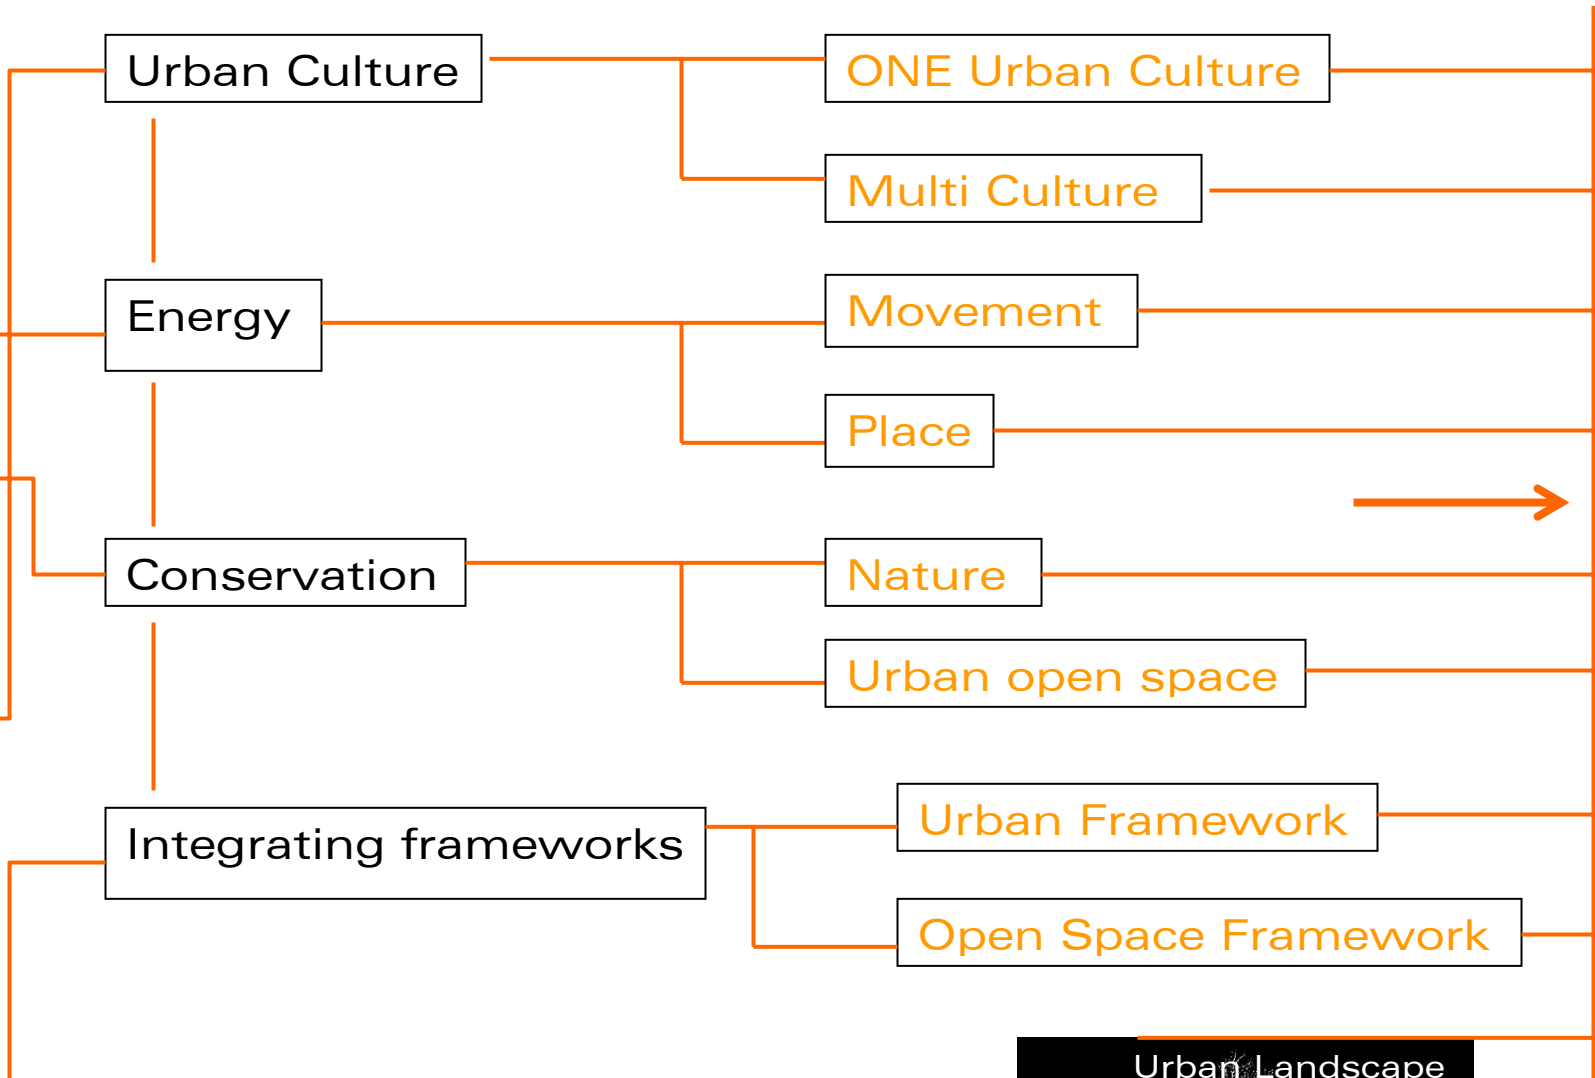 Urban Culture
ONE Urban Culture
Multi Culture
Energy
Movement
Place
Conservation
Nature
Urban open space
Integrating frameworks
Urban Framework
Open Space Framework
Urban Landscape